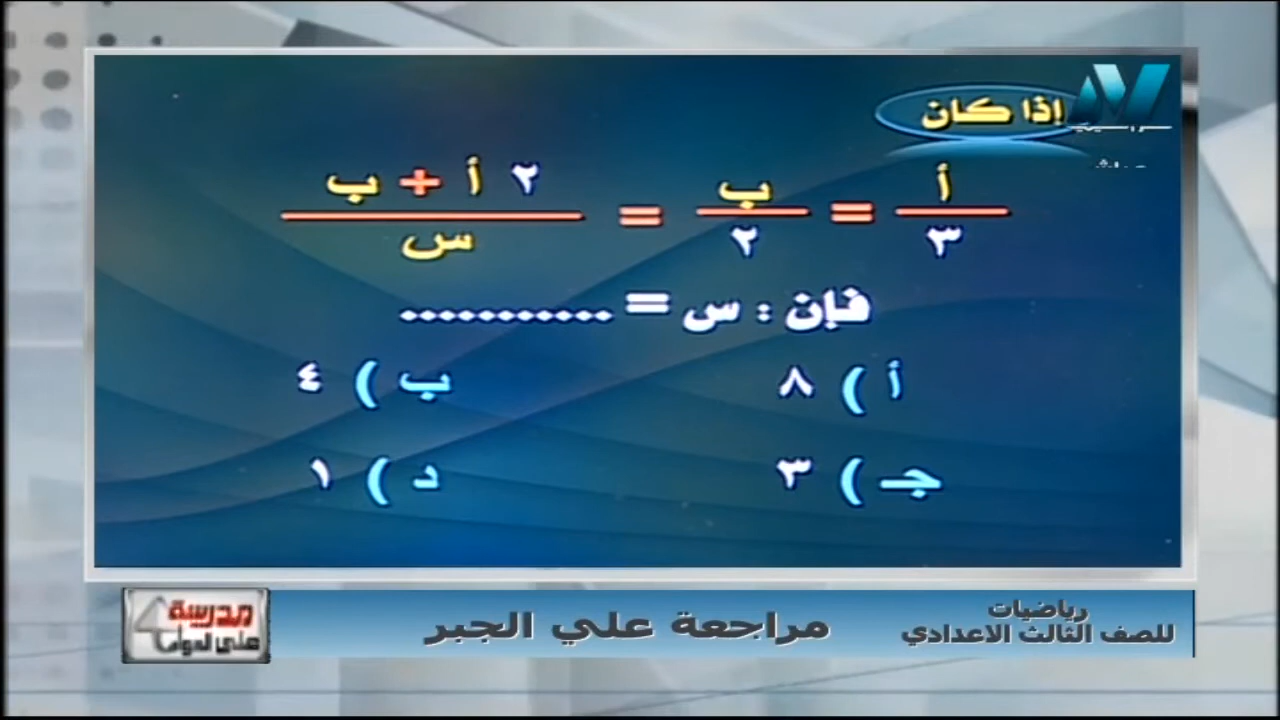 إذا كان
أ/٣ = ب/٢ = ٢ أ + ب/س
فإن : س = ...........
أ ) ٨
ب ) ٤
جـ ) ٣
د ) ١
رياضيات
للصف الثالث الاعدادي
مراجعة علي الجبر
مدرسة
على الهواء